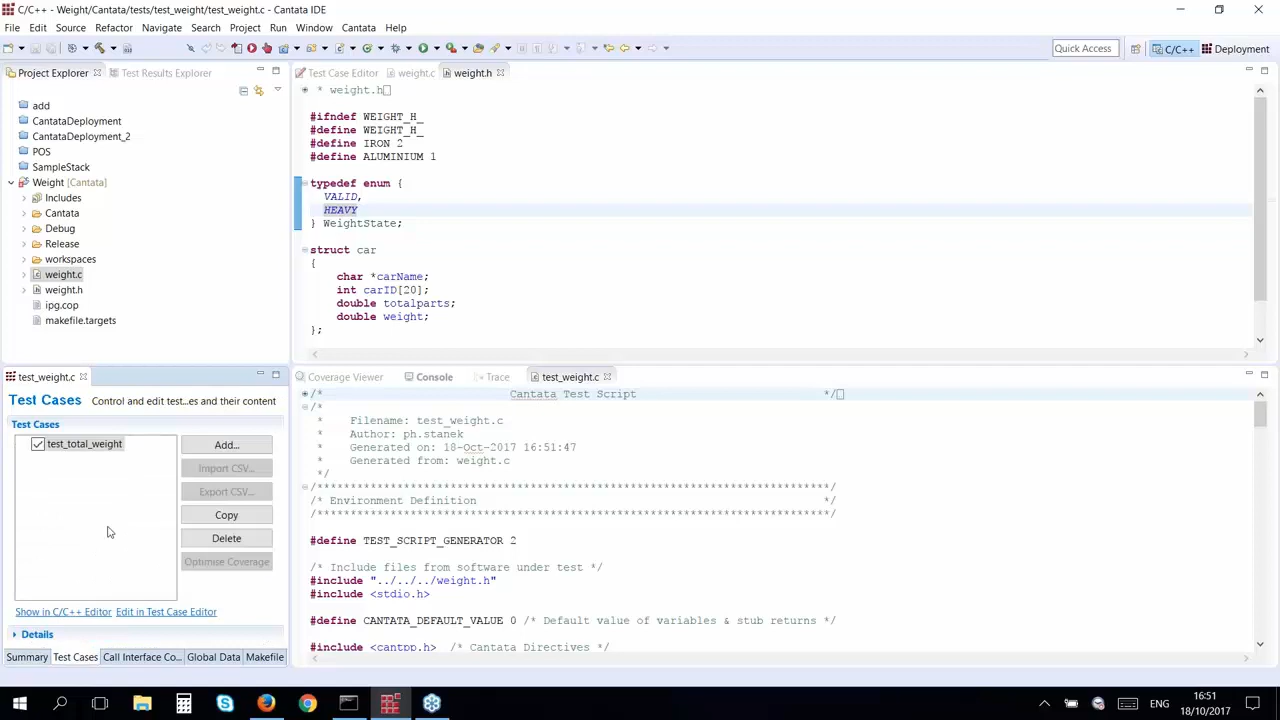 C/C++ - Weight/Cantata/tests/test_weight/test_weight.c - Cantata IDE
File Edit Source Refactor Navigate Search Project Run Window Cantata Help
Quick Access C/C++ Deployment
Project Explorer Test Results Explorer
add
CantataDeployment
CantataDeployment_2
POS
SampleStack
Weight [Cantata]
Includes
Cantata
Debug
Release
workspaces
weight.c
weight.h
ipg.cop
makefile.targets
Test Case Editor weight.c weight.h
* weight.h
#ifndef WEIGHT_H_
#define WEIGHT_H_
#define IRON 2
#define ALUMINIUM 1
typedef enum {
VALID,
HEAVY
} WeightState;
struct car
{
char *carName;
int carID[20];
double totalparts;
double weight;
};
test_weight.c
Test Cases Control and edit test...es and their content
Test Cases
test_total_weight
Add...
Import CSV...
Export CSV...
Copy
Delete
Optimise Coverage
Show in C/C++ Editor Edit in Test Case Editor
Details
Summary Test Cases Call Interface Co... Global Data Makefile
Coverage Viewer Console Trace test_weight.c
/* Cantata Test Script */
/*
* Filename: test_weight.c
* Author: ph.stanek
* Generated on: 18-Oct-2017 16:51:47
* Generated from: weight.c
*/
/*****************************************************************************/
/* Environment Definition */
/*****************************************************************************/
#define TEST_SCRIPT_GENERATOR 2
/* Include files from software under test */
#include "../../../weight.h"
#include <stdio.h>
#define CANTATA_DEFAULT_VALUE 0 /* Default value of variables & stub returns */
#include <cantpp.h> /* Cantata Directives */
ENG
16:51
18/10/2017